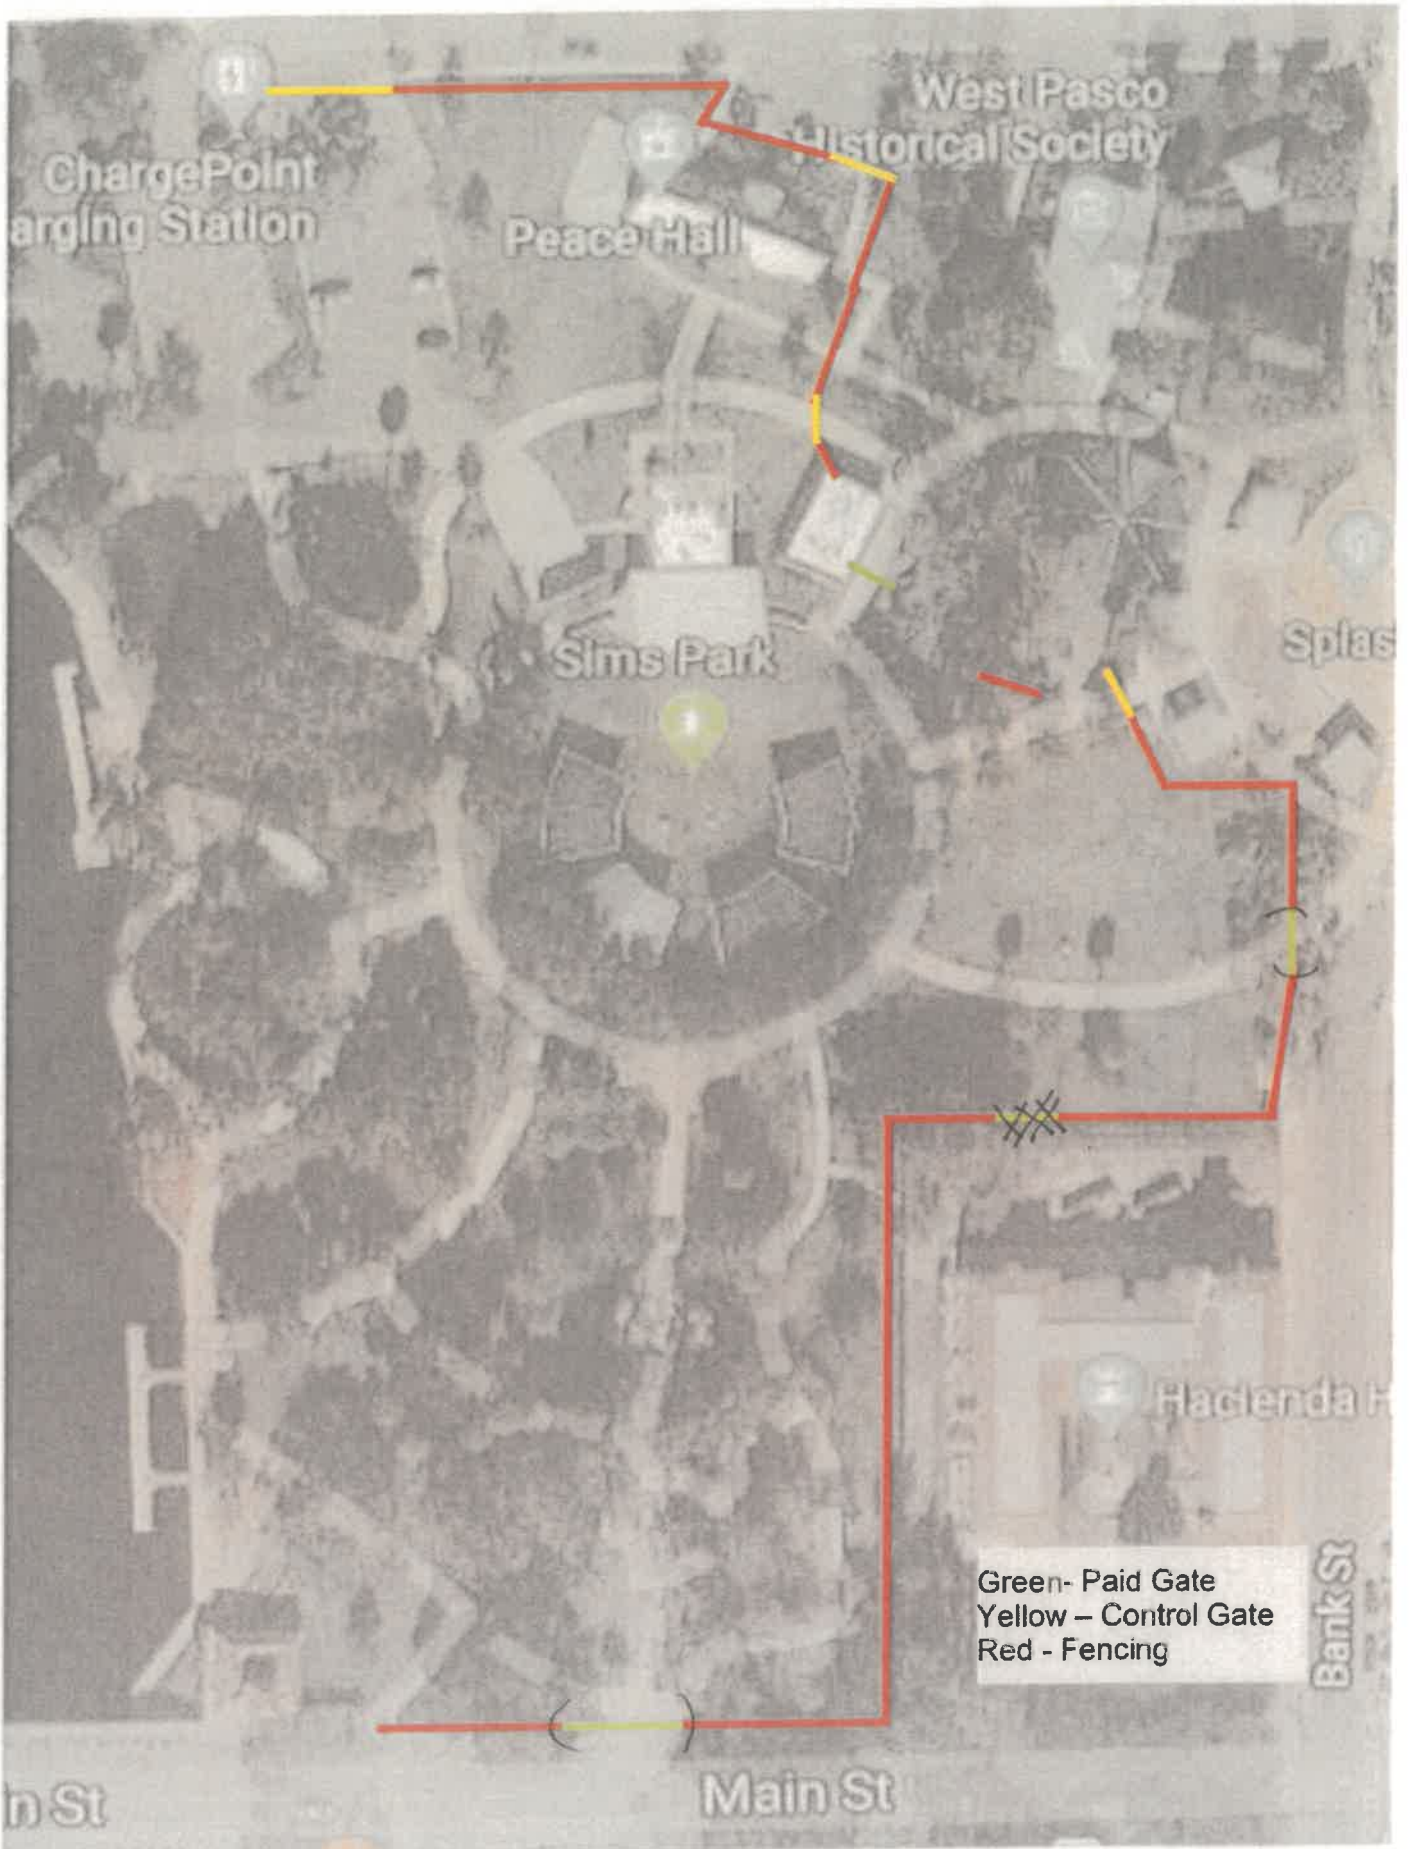 West Pasco
Historical Society
ChargePoint
arging Station
Peace Hall
Sims Park
Splas
Hacienda H
Green- Paid Gate
Yellow – Control Gate
Red - Fencing
Bank St
Main St
n St